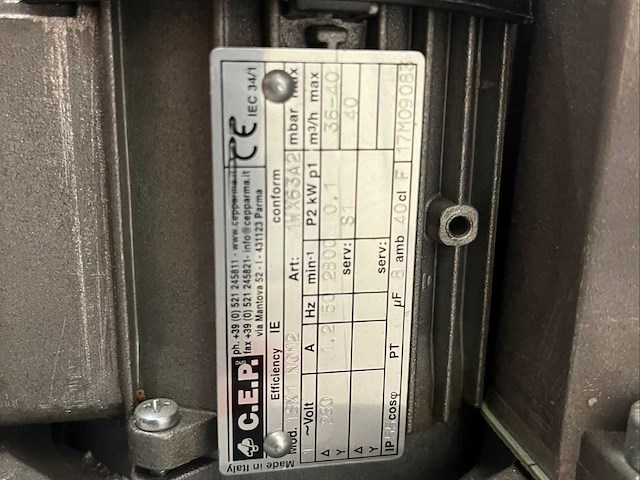 C.E.P.
ph. +39 (0) 521 245811 - www.cepparma.it
fax +39 (0) 521 245821 - info@cepparma.it
via Mantova 52 - I - 431123 Parma
CE IEC 34/1
Efficiency IE conform
Mod. Art: 1WX63A2 mbar max
~Volt A Hz min-1 P2 kW p1 m3/h max
Δ 230 1.2 50 2800 0.1 36-40
Y serv: S1 40
Δ
Y serv:
IP cosφ PT µF 8 amb 40 cl F 17M09083
Made in Italy